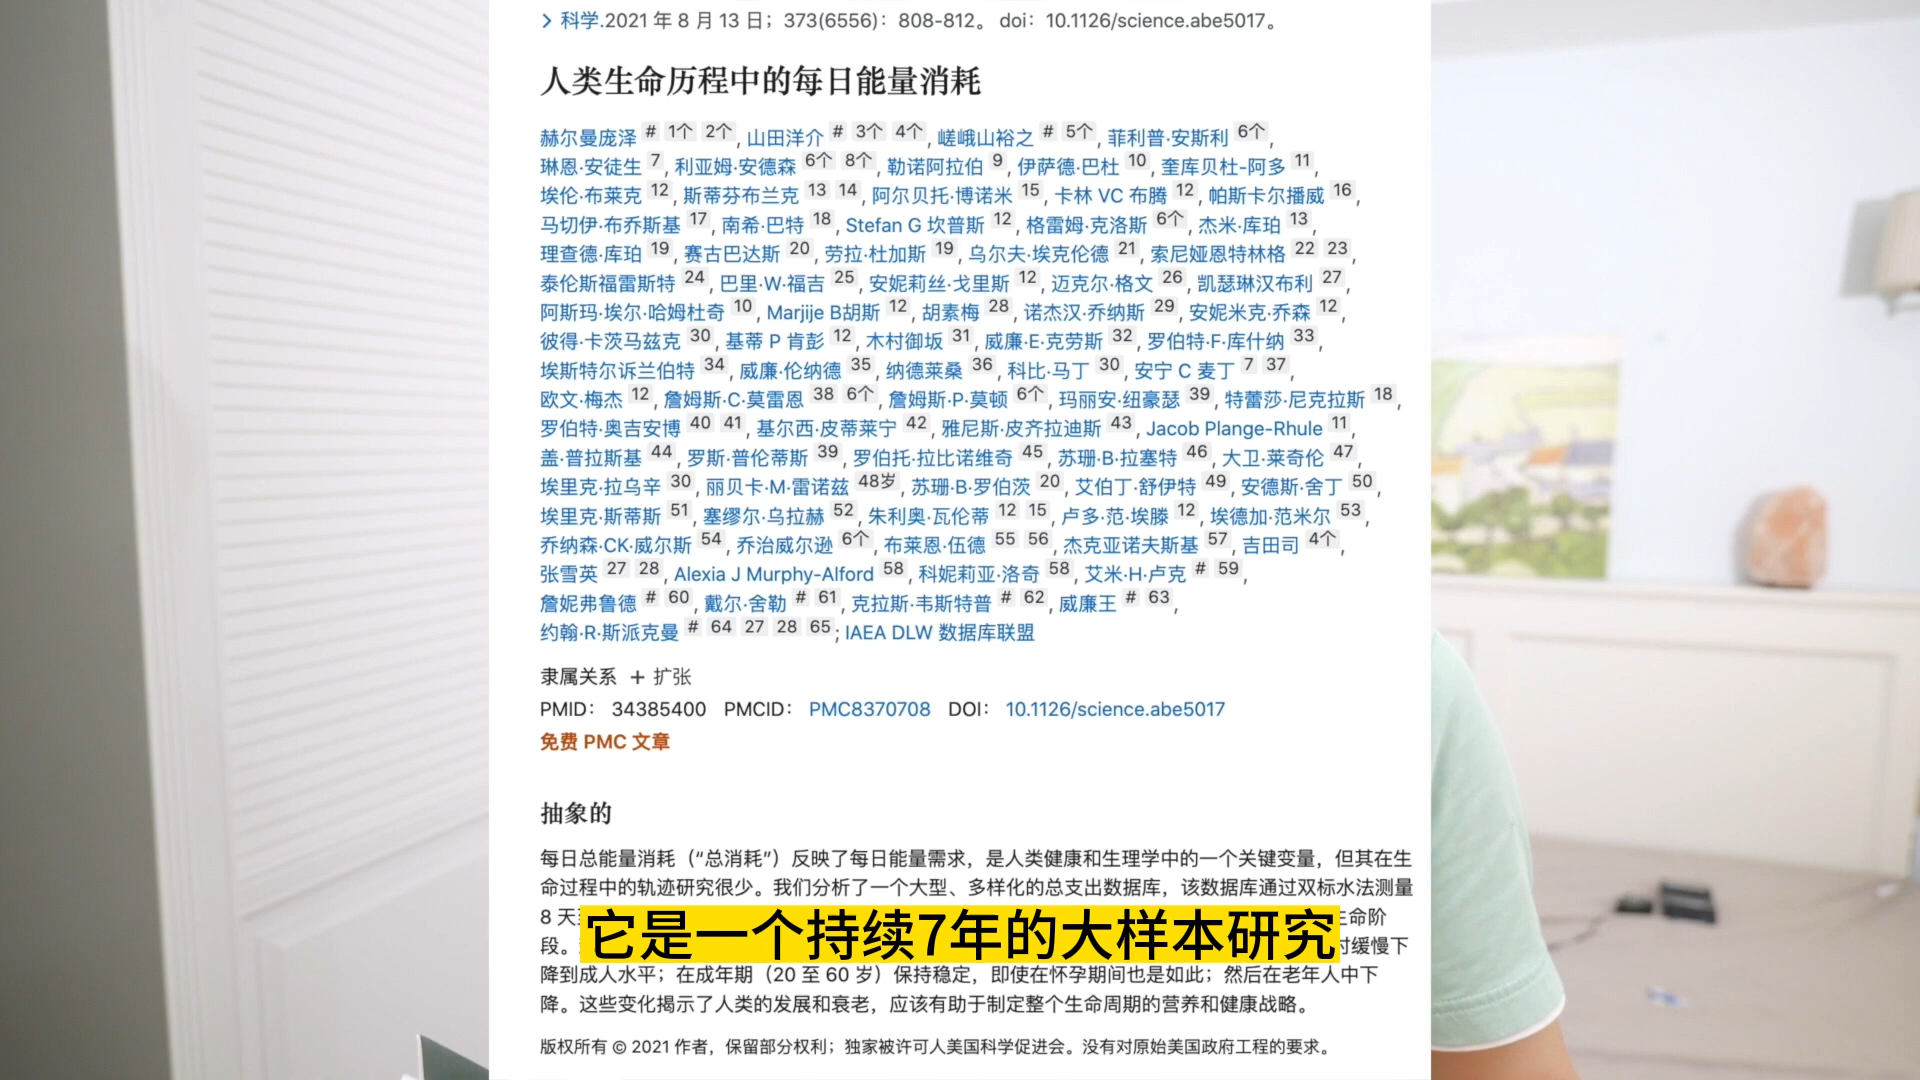 科学.2021 年 8 月 13 日；373(6556)：808-812。 doi：10.1126/science.abe5017。
人类生命历程中的每日能量消耗
赫尔曼庞泽 # 1个 2个 , 山田洋介 # 3个 4个 , 嵯峨山裕之 # 5个 , 菲利普·安斯利 6个 ,
琳恩·安徒生 7 , 利亚姆·安德森 6个 8个 , 勒诺阿拉伯 9 , 伊萨德·巴杜 10 , 奎库贝杜-阿多 11 ,
埃伦·布莱克 12 , 斯蒂芬布兰克 13 14 , 阿尔贝托·博诺米 15 , 卡林 VC 布腾 12 , 帕斯卡尔播威 16 ,
马切伊·布乔斯基 17 , 南希·巴特 18 , Stefan G 坎普斯 12 , 格雷姆·克洛斯 6个 , 杰米·库珀 13 ,
理查德·库珀 19 , 赛古巴达斯 20 , 劳拉·杜加斯 19 , 乌尔夫·埃克伦德 21 , 索尼娅恩特林格 22 23 ,
泰伦斯福雷斯特 24 , 巴里·W·福吉 25 , 安妮莉丝·戈里斯 12 , 迈克尔·格文 26 , 凯瑟琳汉布利 27 ,
阿斯玛·埃尔·哈姆杜奇 10 , Marjije B胡斯 12 , 胡素梅 28 , 诺杰汉·乔纳斯 29 , 安妮米克·乔森 12 ,
彼得·卡茨马兹克 30 , 基蒂 P 肯彭 12 , 木村御坂 31 , 威廉·E·克劳斯 32 , 罗伯特·F·库什纳 33 ,
埃斯特尔诉兰伯特 34 , 威廉·伦纳德 35 , 纳德莱桑 36 , 科比·马丁 30 , 安宁 C 麦丁 7 37 ,
欧文·梅杰 12 , 詹姆斯·C·莫雷恩 38 6个 , 詹姆斯·P·莫顿 6个 , 玛丽安·纽豪瑟 39 , 特蕾莎·尼克拉斯 18 ,
罗伯特·奥吉安博 40 41 , 基尔西·皮蒂莱宁 42 , 雅尼斯·皮齐拉迪斯 43 , Jacob Plange-Rhule 11 ,
盖·普拉斯基 44 , 罗斯·普伦蒂斯 39 , 罗伯托·拉比诺维奇 45 , 苏珊·B·拉塞特 46 , 大卫·莱奇伦 47 ,
埃里克·拉乌辛 30 , 丽贝卡·M·雷诺兹 48岁 , 苏珊·B·罗伯茨 20 , 艾伯丁·舒伊特 49 , 安德斯·舍丁 50 ,
埃里克·斯蒂斯 51 , 塞缪尔·乌拉赫 52 , 朱利奥·瓦伦蒂 12 15 , 卢多·范·埃滕 12 , 埃德加·范米尔 53 ,
乔纳森·CK·威尔斯 54 , 乔治威尔逊 6个 , 布莱恩·伍德 55 56 , 杰克亚诺夫斯基 57 , 吉田司 4个 ,
张雪英 27 28 , Alexia J Murphy-Alford 58 , 科妮莉亚·洛奇 58 , 艾米·H·卢克 # 59 ,
詹妮弗鲁德 # 60 , 戴尔·舍勒 # 61 , 克拉斯·韦斯特普 # 62 , 威廉王 # 63 ,
约翰·R·斯派克曼 # 64 27 28 65 ; IAEA DLW 数据库联盟
隶属关系 + 扩张
PMID： 34385400 PMCID： PMC8370708 DOI： 10.1126/science.abe5017
免费 PMC 文章
抽象的
每日总能量消耗（“总消耗”）反映了每日能量需求，是人类健康和生理学中的一个关键变量，但其在生
命过程中的轨迹研究很少。我们分析了一个大型、多样化的总支出数据库，该数据库通过双标水法测量
8 天 命阶
段。 缓慢下
它是一个持续7年的大样本研究
降到成人水平；在成年期（20 至 60 岁）保持稳定，即使在怀孕期间也是如此；然后在老年人中下
降。这些变化揭示了人类的发展和衰老，应该有助于制定整个生命周期的营养和健康战略。
版权所有 © 2021 作者，保留部分权利；独家被许可人美国科学促进会。没有对原始美国政府工程的要求。